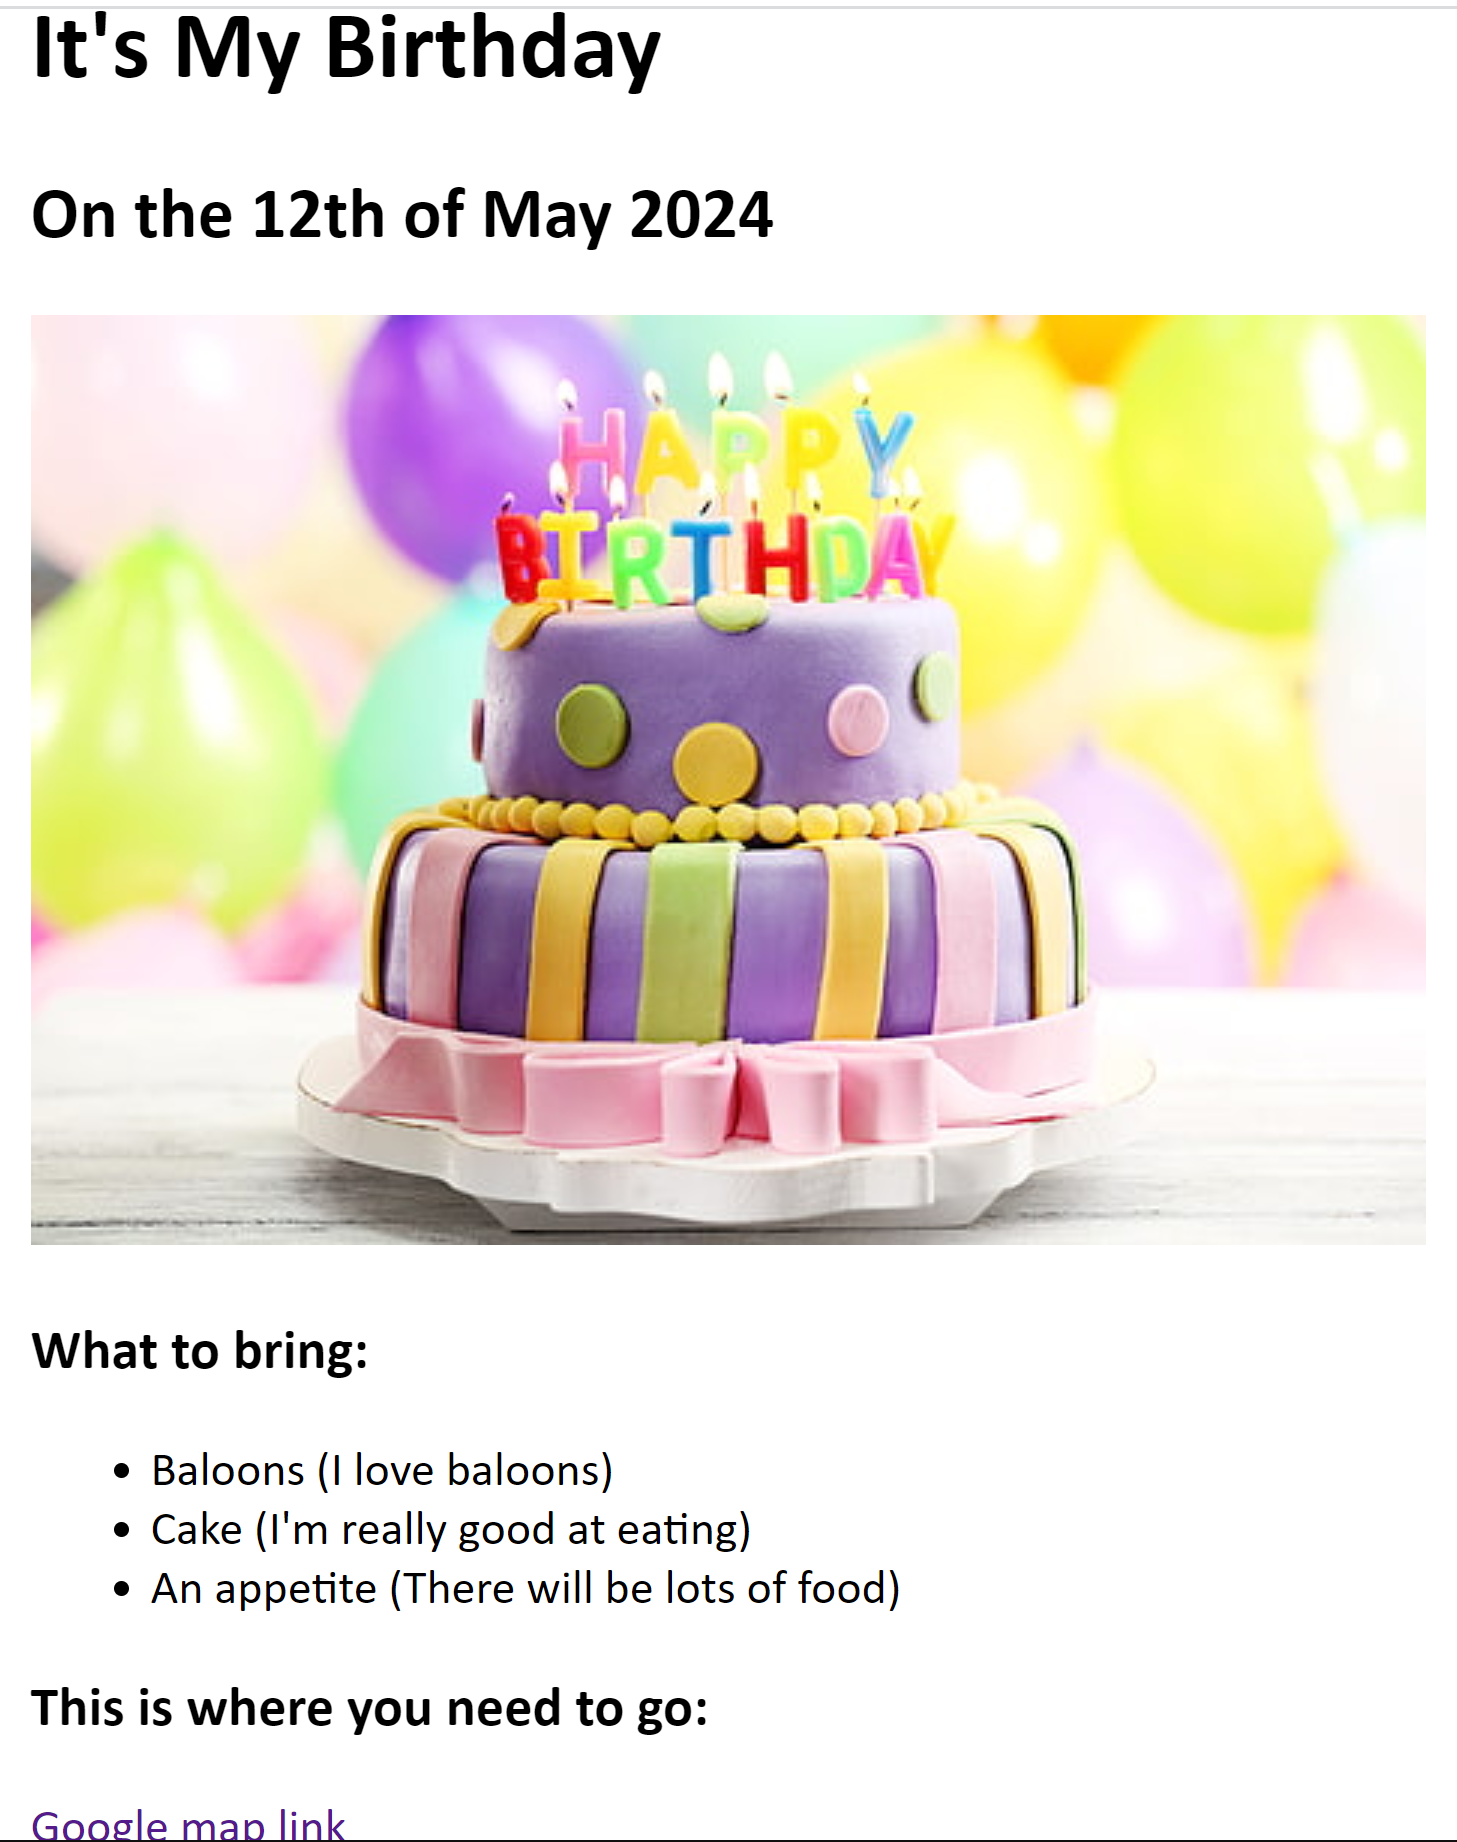 It's My Birthday
On the 12th of May 2024
HAPPY
BIRTHDAY
What to bring:
Baloons (I love baloons)
Cake (I'm really good at eating)
An appetite (There will be lots of food)
This is where you need to go:
Google map link